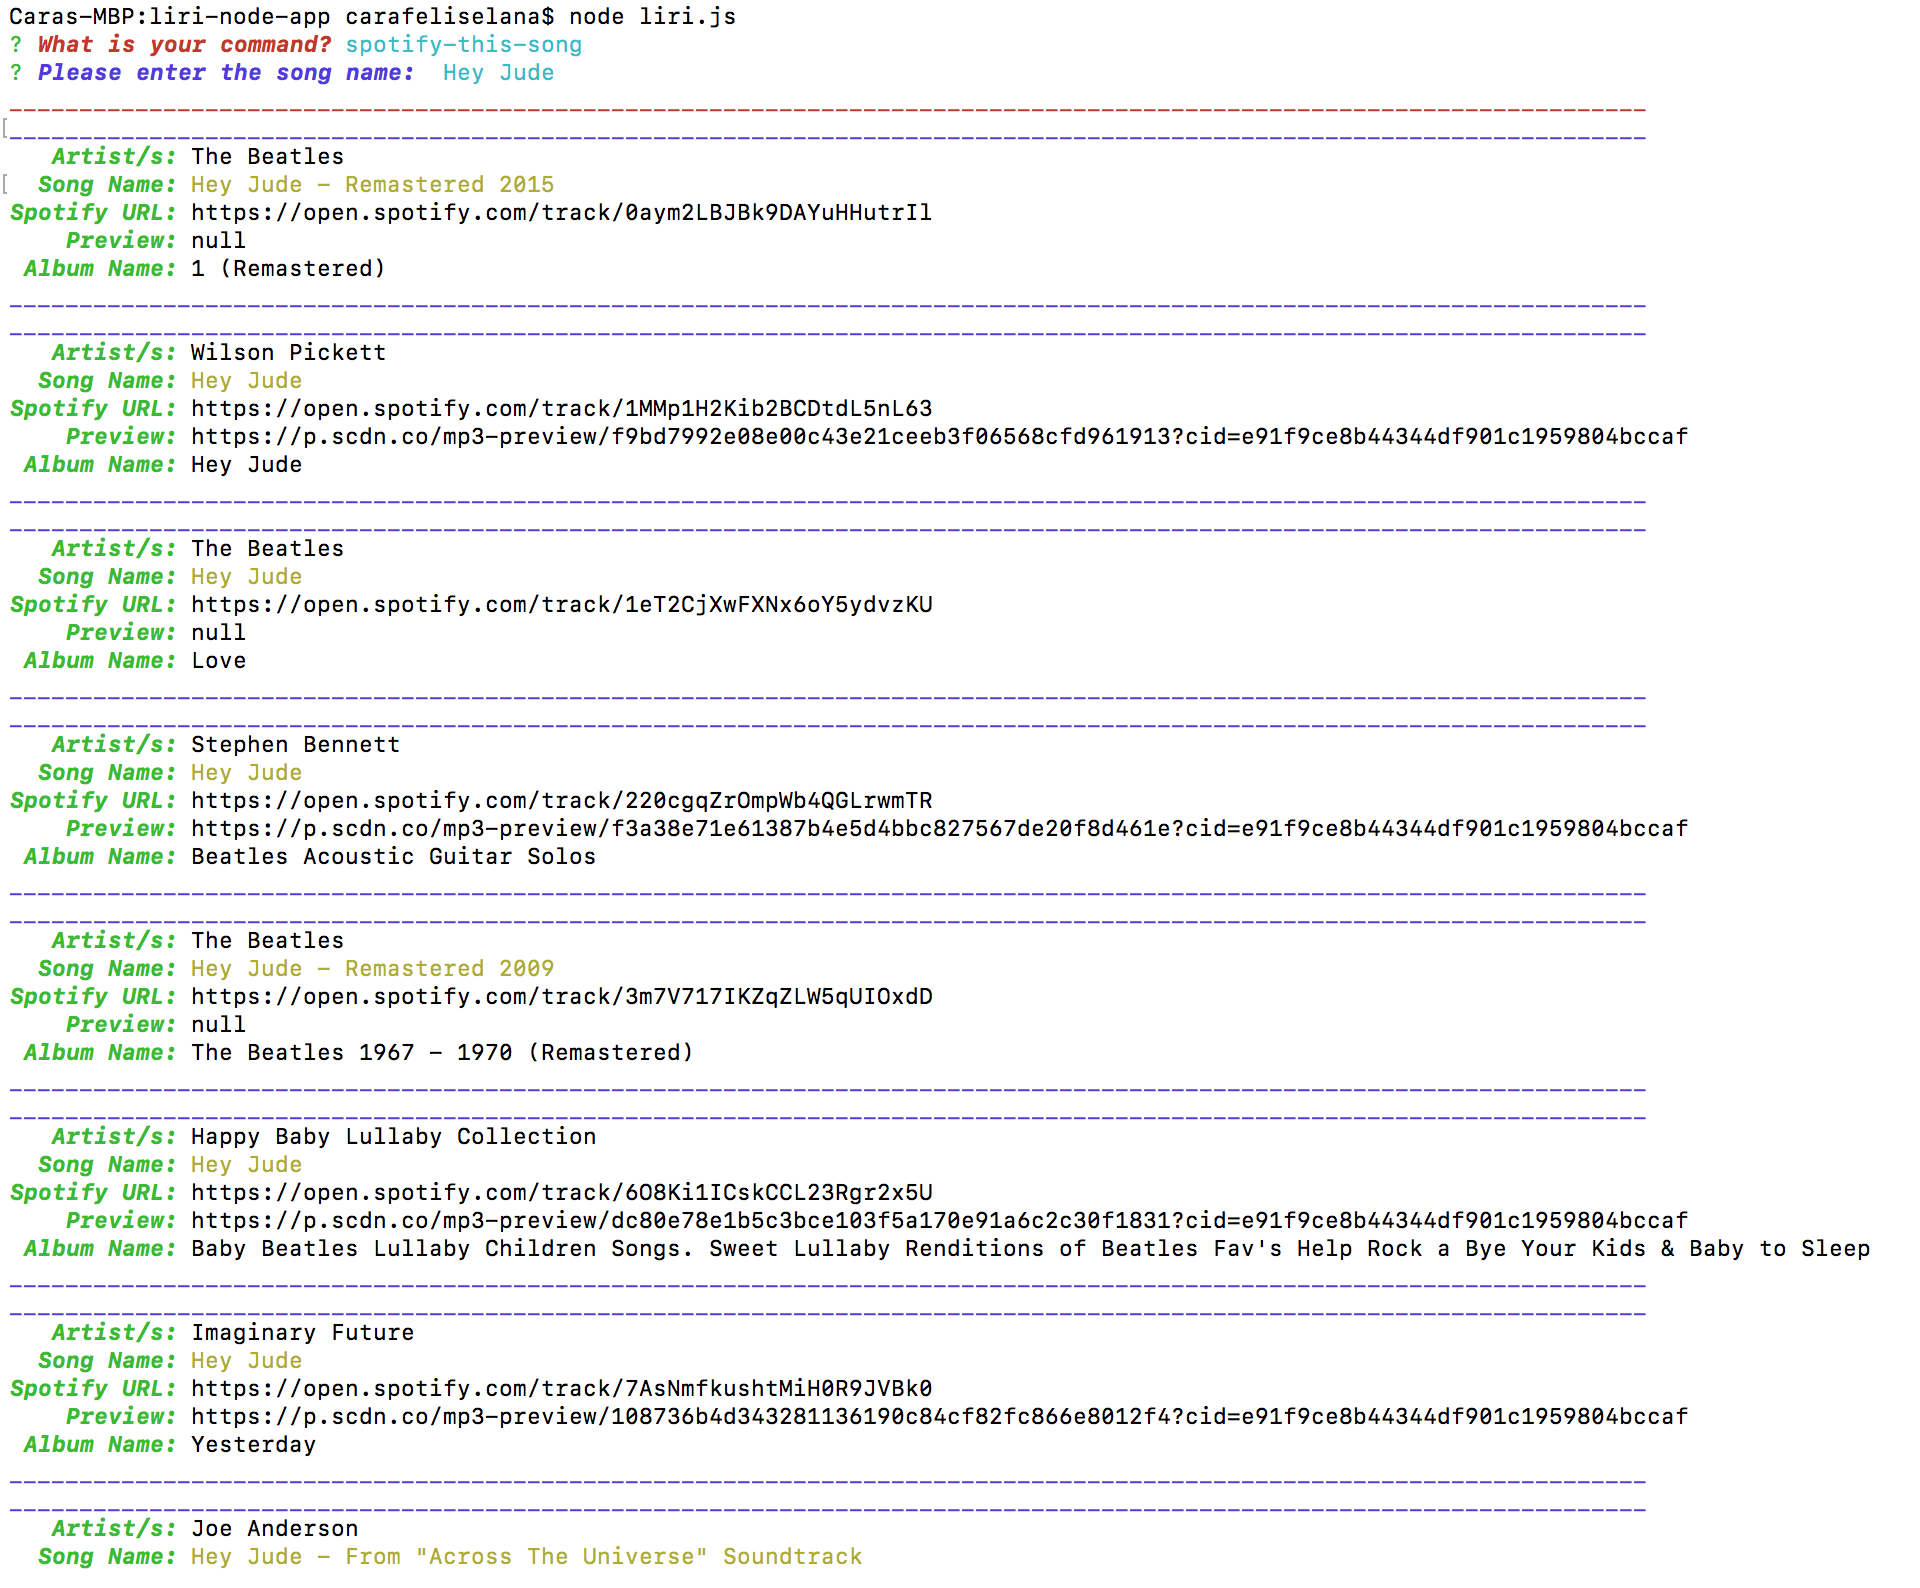 Caras-MBP:liri-node-app carafeliselana$ node liri.js
? What is your command? spotify-this-song
? Please enter the song name:  Hey Jude
Artist/s: The Beatles
Song Name: Hey Jude - Remastered 2015
Spotify URL: https://open.spotify.com/track/0aym2LBJBk9DAYuHHutrIl
Preview: null
Album Name: 1 (Remastered)
Artist/s: Wilson Pickett
Song Name: Hey Jude
Spotify URL: https://open.spotify.com/track/1MMp1H2Kib2BCDtdL5nL63
Preview: https://p.scdn.co/mp3-preview/f9bd7992e08e00c43e21ceeb3f06568cfd961913?cid=e91f9ce8b44344df901c1959804bccaf
Album Name: Hey Jude
Artist/s: The Beatles
Song Name: Hey Jude
Spotify URL: https://open.spotify.com/track/1eT2CjXwFXNx6oY5ydvzKU
Preview: null
Album Name: Love
Artist/s: Stephen Bennett
Song Name: Hey Jude
Spotify URL: https://open.spotify.com/track/220cgqZrOmpWb4QGLrwmTR
Preview: https://p.scdn.co/mp3-preview/f3a38e71e61387b4e5d4bbc827567de20f8d461e?cid=e91f9ce8b44344df901c1959804bccaf
Album Name: Beatles Acoustic Guitar Solos
Artist/s: The Beatles
Song Name: Hey Jude - Remastered 2009
Spotify URL: https://open.spotify.com/track/3m7V717IKZqZLW5qUIOxdD
Preview: null
Album Name: The Beatles 1967 - 1970 (Remastered)
Artist/s: Happy Baby Lullaby Collection
Song Name: Hey Jude
Spotify URL: https://open.spotify.com/track/6O8Ki1ICskCCL23Rgr2x5U
Preview: https://p.scdn.co/mp3-preview/dc80e78e1b5c3bce103f5a170e91a6c2c30f1831?cid=e91f9ce8b44344df901c1959804bccaf
Album Name: Baby Beatles Lullaby Children Songs. Sweet Lullaby Renditions of Beatles Fav's Help Rock a Bye Your Kids & Baby to Sleep
Artist/s: Imaginary Future
Song Name: Hey Jude
Spotify URL: https://open.spotify.com/track/7AsNmfkushtMiH0R9JVBk0
Preview: https://p.scdn.co/mp3-preview/108736b4d343281136190c84cf82fc866e8012f4?cid=e91f9ce8b44344df901c1959804bccaf
Album Name: Yesterday
Artist/s: Joe Anderson
Song Name: Hey Jude - From "Across The Universe" Soundtrack